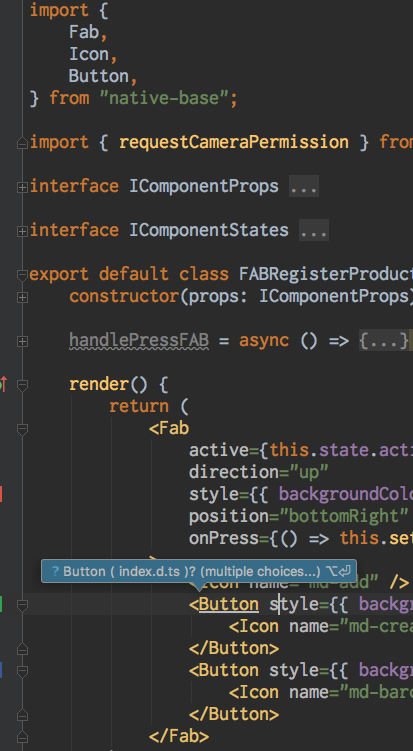 import {
Fab,
Icon,
Button,
} from "native-base";
import { requestCameraPermission } from
interface IComponentProps ...
interface IComponentStates ...
export default class FABRegisterProduct
constructor(props: IComponentProps)
handlePressFAB = async () => {...}
render() {
return (
<Fab
active={this.state.acti
direction="up"
style={{ backgroundColo
position="bottomRight"
onPress={() => this.set
>
? Button ( index.d.ts )? (multiple choices...) ⌥⏎
name="md-add" />
<Button style={{ backg
<Icon name="md-crea
</Button>
<Button style={{ backg
<Icon name="md-barc
</Button>
</Fab>